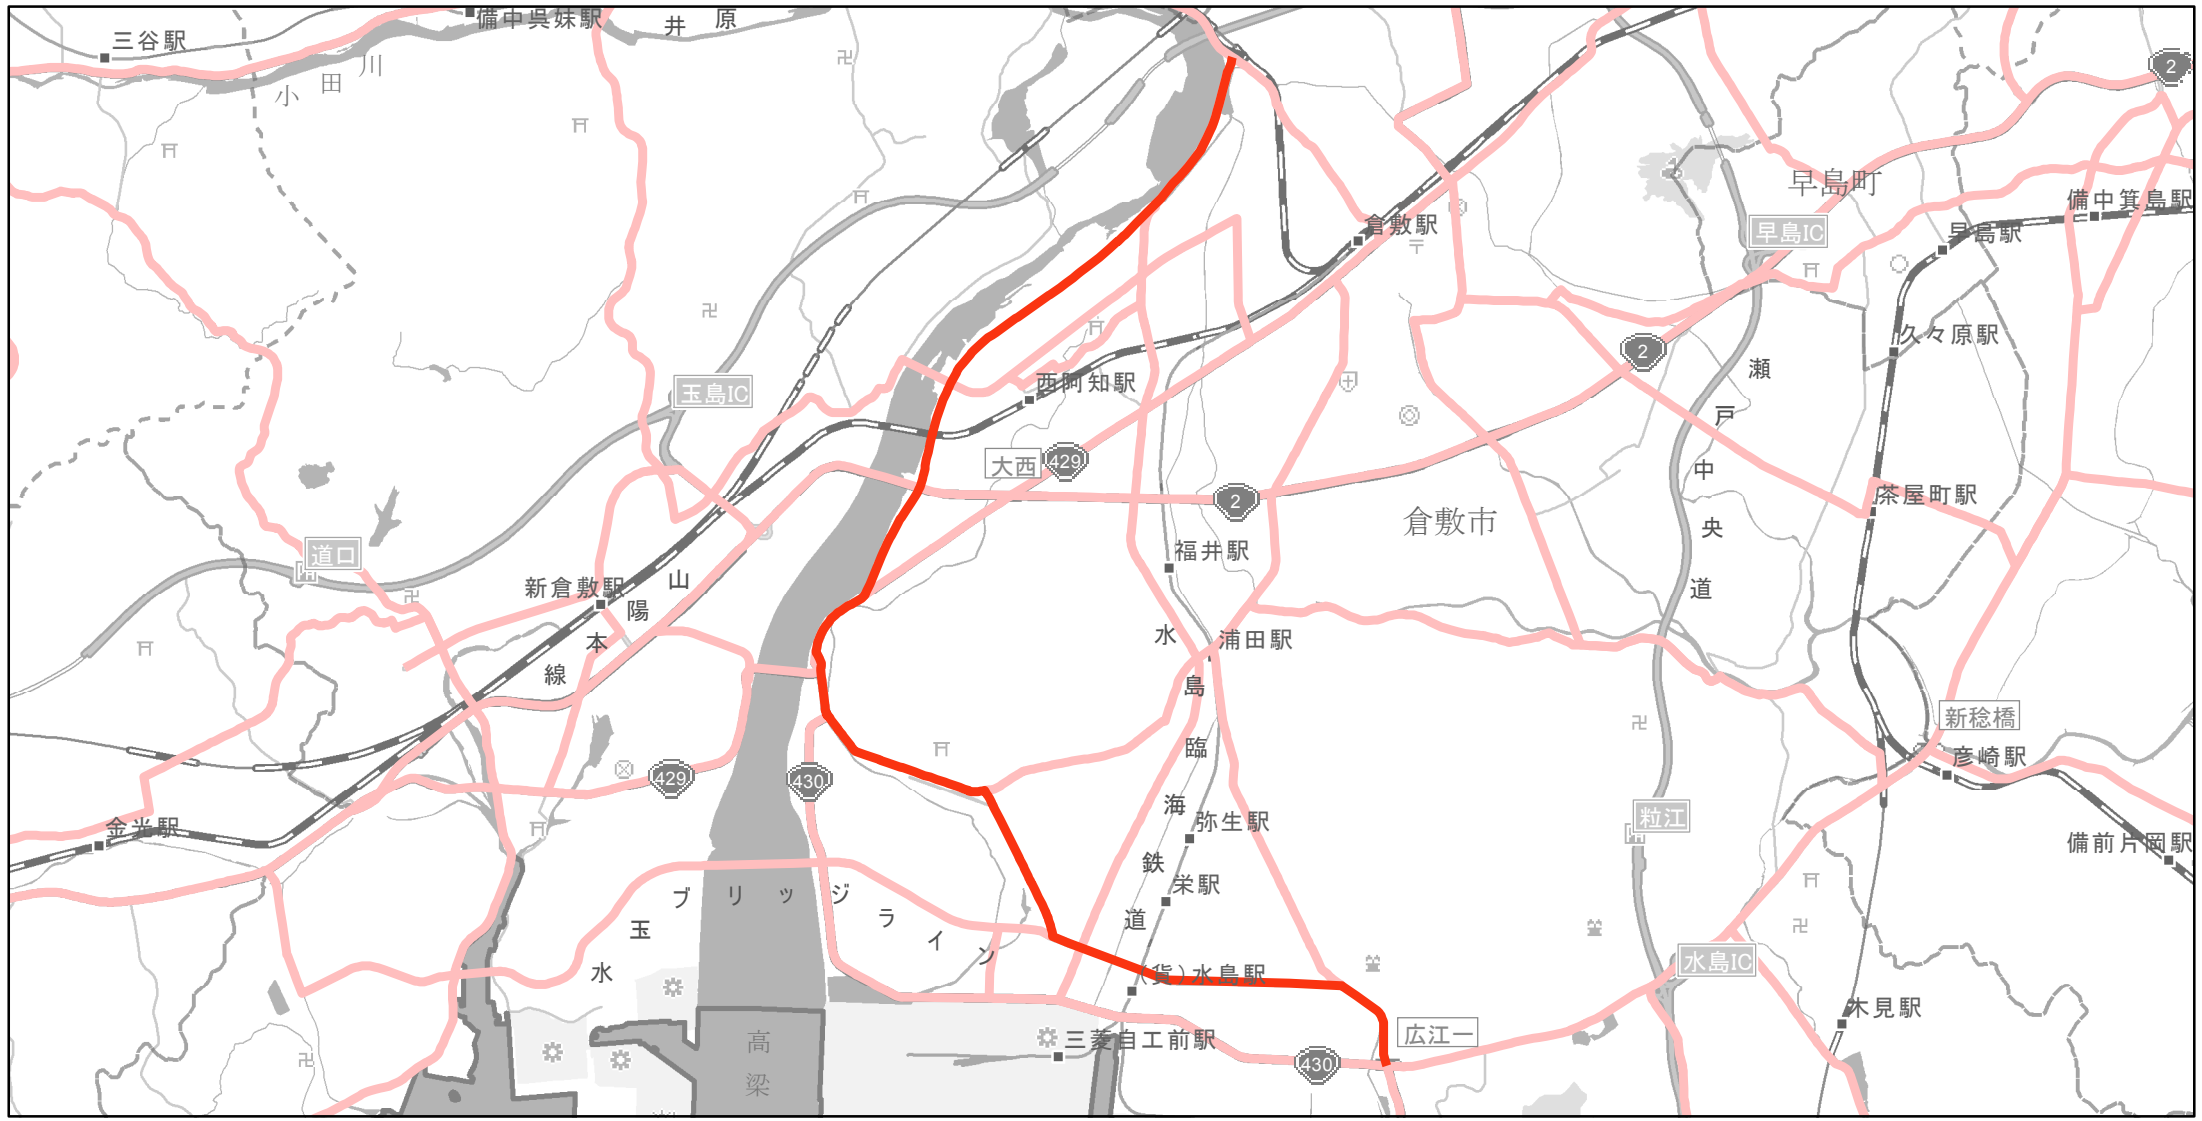 備中呉妹駅
井原
三谷駅
小田川
2
早島町
備中箕島駅
倉敷駅
早島IC
早島駅
久々原駅
2
瀬戸中央道
西阿知駅
玉島IC
大西
429
2
倉敷市
茶屋町駅
道口
福井駅
新倉敷駅
山陽本線
浦田駅
水島臨海鉄道
新稔橋
彦崎駅
429
430
粒江
弥生駅
金光駅
備前片岡駅
栄駅
水玉ブリッジライン
水島IC
(貨)水島駅
木見駅
広江一
三菱自工前駅
高梁
430